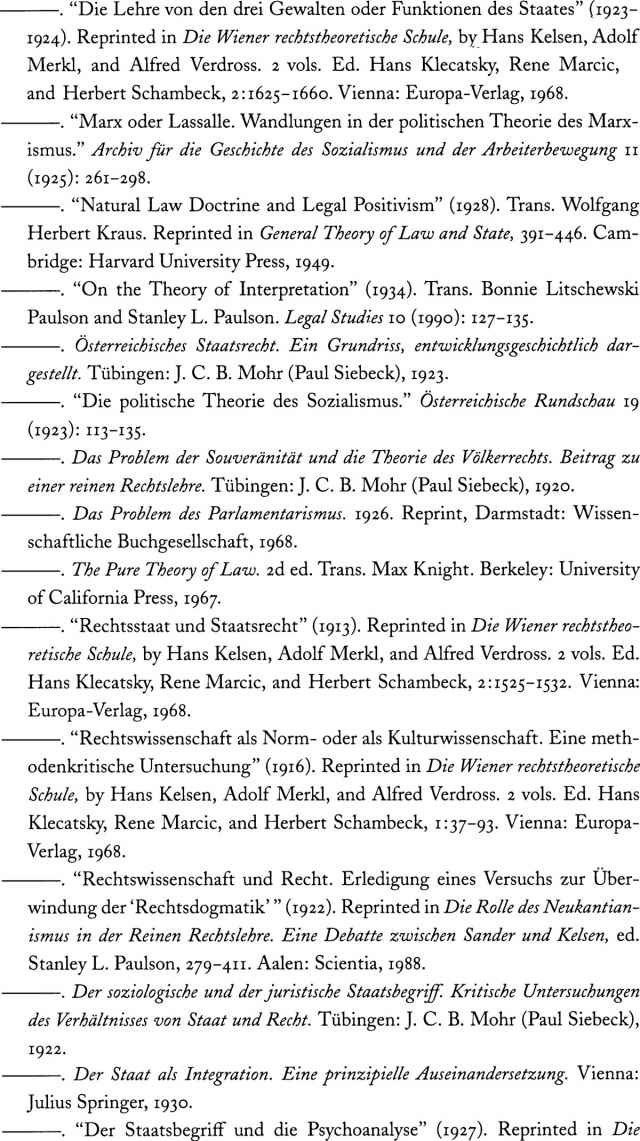 ———. “Die Lehre von den drei Gewalten oder Funktionen des Staates” (1923–
1924). Reprinted in Die Wiener rechtstheoretische Schule, by Hans Kelsen, Adolf
Merkl, and Alfred Verdross. 2 vols. Ed. Hans Klecatsky, Rene Marcic,
and Herbert Schambeck, 2:1625–1660. Vienna: Europa-Verlag, 1968.
———. “Marx oder Lassalle. Wandlungen in der politischen Theorie des Marx-
ismus.” Archiv für die Geschichte des Sozialismus und der Arbeiterbewegung 11
(1925): 261–298.
———. “Natural Law Doctrine and Legal Positivism” (1928). Trans. Wolfgang
Herbert Kraus. Reprinted in General Theory of Law and State, 391–446. Cam-
bridge: Harvard University Press, 1949.
———. “On the Theory of Interpretation” (1934). Trans. Bonnie Litschewski
Paulson and Stanley L. Paulson. Legal Studies 10 (1990): 127–135.
———. Österreichisches Staatsrecht. Ein Grundriss, entwicklungsgeschichtlich dar-
gestellt. Tübingen: J. C. B. Mohr (Paul Siebeck), 1923.
———. “Die politische Theorie des Sozialismus.” Österreichische Rundschau 19
(1923): 113–135.
———. Das Problem der Souveränität und die Theorie des Völkerrechts. Beitrag zu
einer reinen Rechtslehre. Tübingen: J. C. B. Mohr (Paul Siebeck), 1920.
———. Das Problem des Parlamentarismus. 1926. Reprint, Darmstadt: Wissen-
schaftliche Buchgesellschaft, 1968.
———. The Pure Theory of Law. 2d ed. Trans. Max Knight. Berkeley: University
of California Press, 1967.
———. “Rechtsstaat und Staatsrecht” (1913). Reprinted in Die Wiener rechtstheo-
retische Schule, by Hans Kelsen, Adolf Merkl, and Alfred Verdross. 2 vols. Ed.
Hans Klecatsky, Rene Marcic, and Herbert Schambeck, 2:1525–1532. Vienna:
Europa-Verlag, 1968.
———. “Rechtswissenschaft als Norm- oder als Kulturwissenschaft. Eine meth-
odenkritische Untersuchung” (1916). Reprinted in Die Wiener rechtstheoretische
Schule, by Hans Kelsen, Adolf Merkl, and Alfred Verdross. 2 vols. Ed. Hans
Klecatsky, Rene Marcic, and Herbert Schambeck, 1:37–93. Vienna: Europa-
Verlag, 1968.
———. “Rechtswissenschaft und Recht. Erledigung eines Versuchs zur Über-
windung der ‘Rechtsdogmatik’ ” (1922). Reprinted in Die Rolle des Neukantian-
ismus in der Reinen Rechtslehre. Eine Debatte zwischen Sander und Kelsen, ed.
Stanley L. Paulson, 279–411. Aalen: Scientia, 1988.
———. Der soziologische und der juristische Staatsbegriff. Kritische Untersuchungen
des Verhältnisses von Staat und Recht. Tübingen: J. C. B. Mohr (Paul Siebeck),
1922.
———. Der Staat als Integration. Eine prinzipielle Auseinandersetzung. Vienna:
Julius Springer, 1930.
———. “Der Staatsbegriff und die Psychoanalyse” (1927). Reprinted in Die